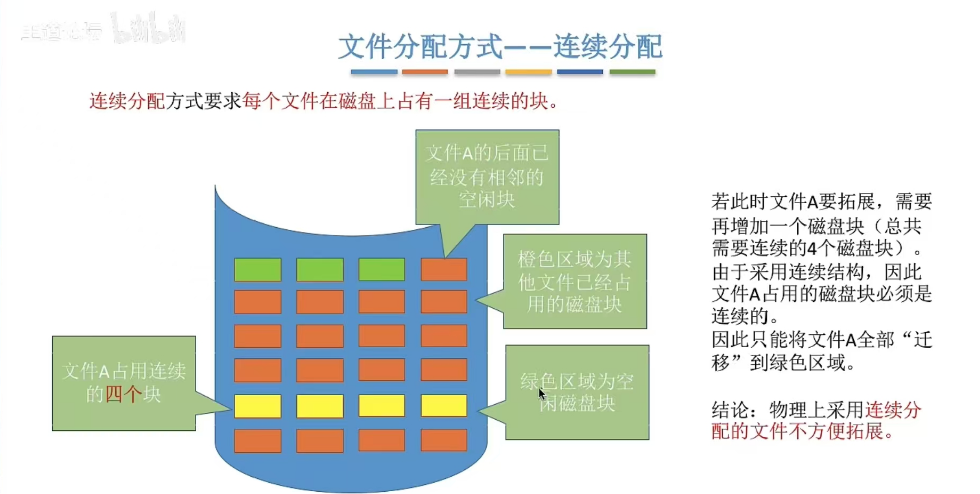 王道论坛 bilibili
文件分配方式——连续分配
连续分配方式要求每个文件在磁盘上占有一组连续的块。
文件A的后面已
经没有相邻的
空闲块
橙色区域为其
他文件已经占
用的磁盘块
文件A占用连续
的四个块
绿色区域为空
闲磁盘块
若此时文件A要拓展，需要
再增加一个磁盘块（总共
需要连续的4个磁盘块）。
由于采用连续结构，因此
文件A占用的磁盘块必须是
连续的。
因此只能将文件A全部“迁
移”到绿色区域。
结论：物理上采用连续分
配的文件不方便拓展。